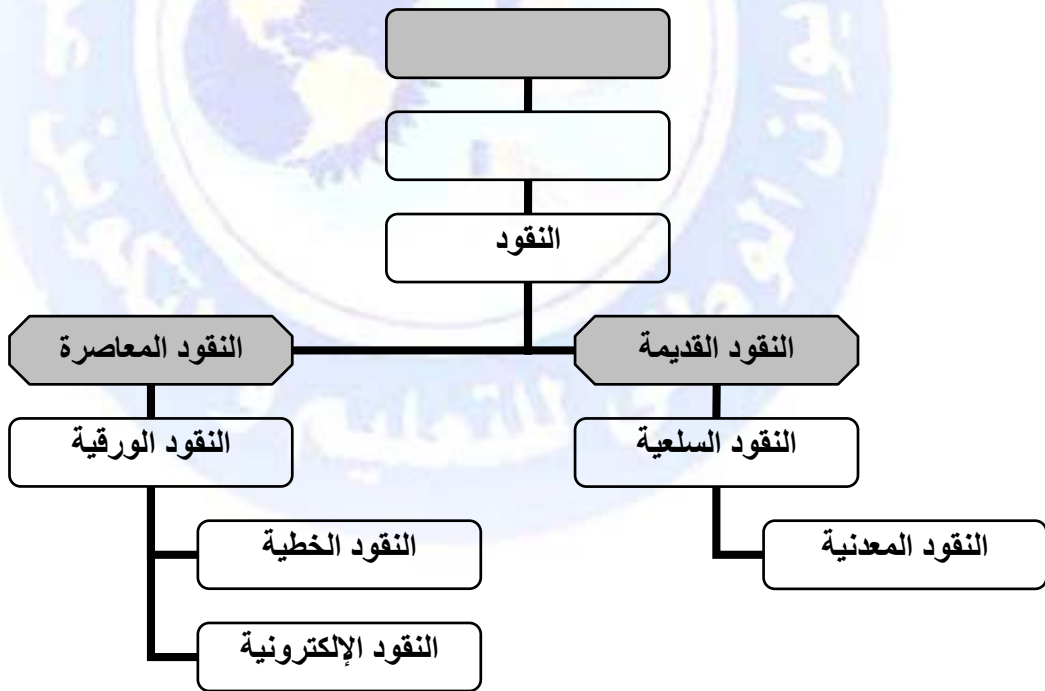 النقود
النقود القديمة
النقود المعاصرة
النقود السلعية
النقود الورقية
النقود المعدنية
النقود الخطية
النقود الإلكترونية